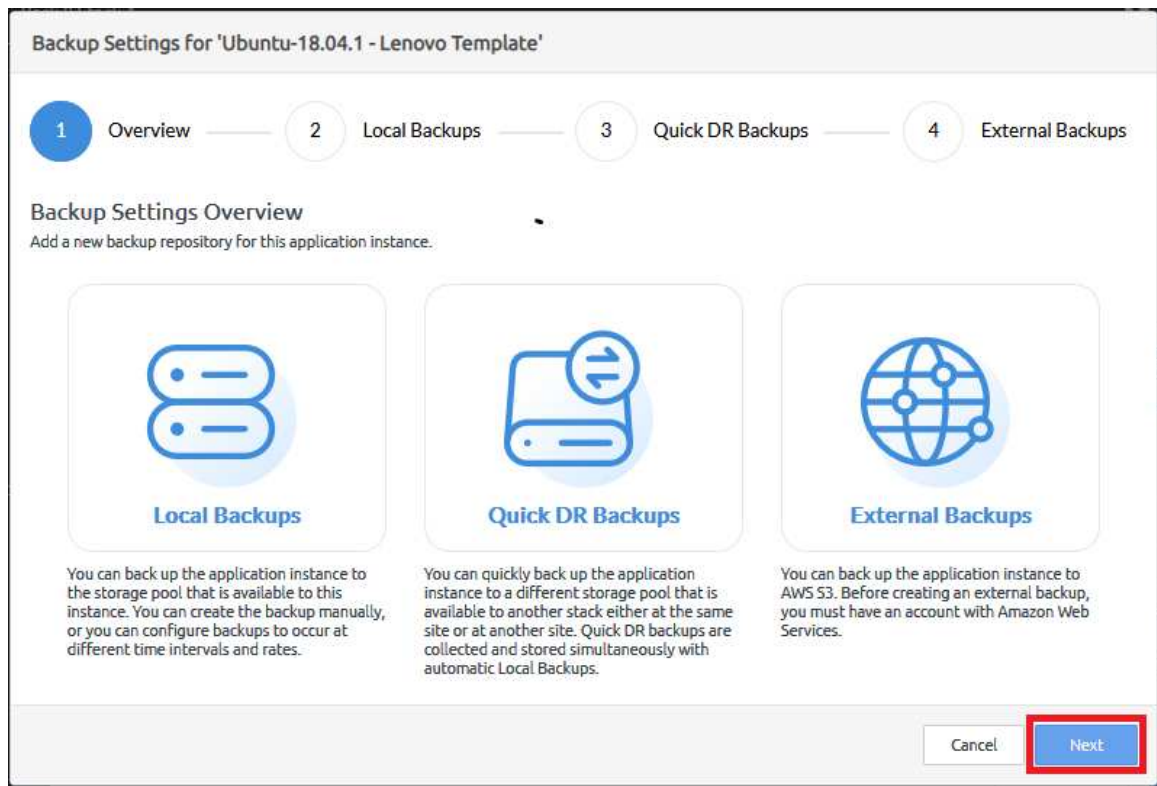 Backup Settings for 'Ubuntu-18.04.1 - Lenovo Template'
1 Overview 2 Local Backups 3 Quick DR Backups 4 External Backups
Backup Settings Overview
Add a new backup repository for this application instance.
Local Backups
You can back up the application instance to
the storage pool that is available to this
instance. You can create the backup manually,
or you can configure backups to occur at
different time intervals and rates.
Quick DR Backups
You can quickly back up the application
instance to a different storage pool that is
available to another stack either at the same
site or at another site. Quick DR backups are
collected and stored simultaneously with
automatic Local Backups.
External Backups
You can back up the application instance to
AWS S3. Before creating an external backup,
you must have an account with Amazon Web
Services.
Cancel Next